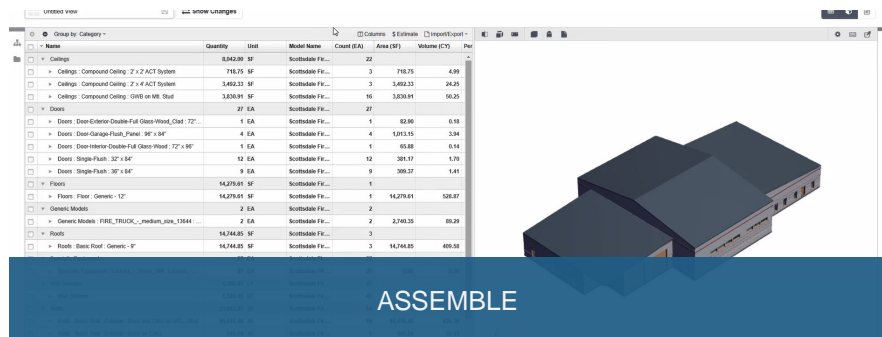 Untitled View Show Changes
Group by: Category Columns $ Estimate Import/Export
Name Quantity Unit Model Name Count (EA) Area (SF) Volume (CY) Per
Ceilings 8,042.00 SF Scottsdale Fir... 22
Ceilings : Compound Ceiling : 2' x 2' ACT System 718.75 SF Scottsdale Fir... 3 718.75 4.99
Ceilings : Compound Ceiling : 2' x 4' ACT System 3,492.33 SF Scottsdale Fir... 3 3,492.33 24.25
Ceilings : Compound Ceiling : GWB on Mtl. Stud 3,830.91 SF Scottsdale Fir... 16 3,830.91 50.25
Doors 27 EA Scottsdale Fir... 27
Doors : Door-Exterior-Double-Full Glass-Wood_Clad : 72"... 1 EA Scottsdale Fir... 1 82.90 0.18
Doors : Door-Garage-Flush_Panel : 96" x 84" 4 EA Scottsdale Fir... 4 1,013.15 3.94
Doors : Door-Interior-Double-Full Glass-Wood : 72" x 96" 1 EA Scottsdale Fir... 1 65.88 0.14
Doors : Single-Flush : 32" x 84" 12 EA Scottsdale Fir... 12 381.17 1.70
Doors : Single-Flush : 36" x 84" 9 EA Scottsdale Fir... 9 309.37 1.41
Floors 14,279.61 SF Scottsdale Fir... 1
Floors : Floor : Generic - 12" 14,279.61 SF Scottsdale Fir... 1 14,279.61 528.87
Generic Models 2 EA Scottsdale Fir... 2
Generic Models : FIRE_TRUCK_-_medium_size_13644 : ... 2 EA Scottsdale Fir... 2 2,740.35 89.29
Roofs 14,744.85 SF Scottsdale Fir... 3
Roofs : Basic Roof : Generic - 9" 14,744.85 SF Scottsdale Fir... 3 14,744.85 409.58
ASSEMBLE